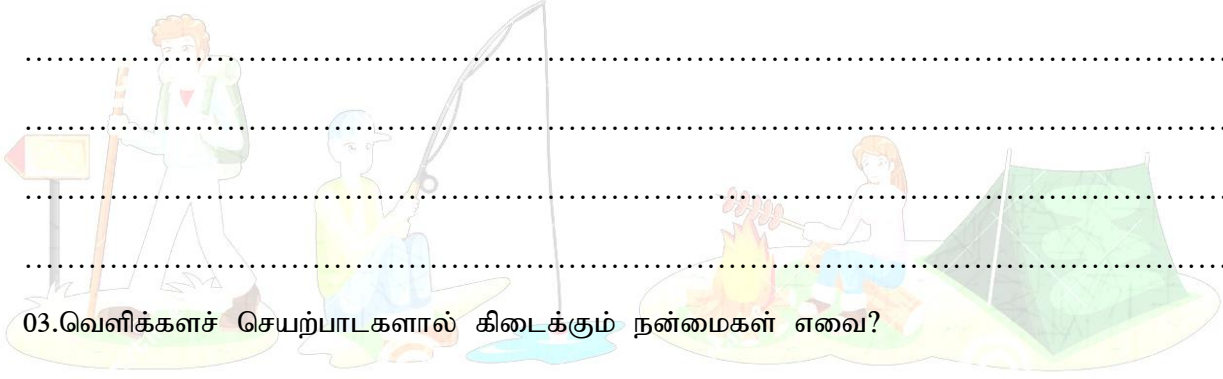 03.வெளிக்களச் செயற்பாடகளால் கிடைக்கும் நன்மைகள் எவை?